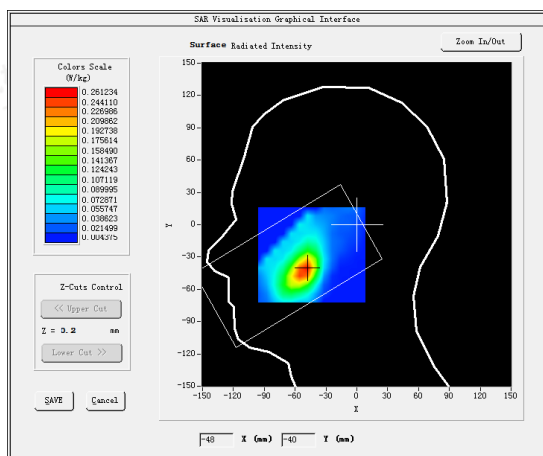 SAR Visualisation Graphical Interface
Surface Radiated Intensity
Zoom In/Out
Colors Scale
(W/kg)
0.261234
0.244110
0.226986
0.209862
0.192738
0.175614
0.158490
0.141367
0.124243
0.107119
0.089995
0.072871
0.055747
0.038623
0.021499
0.004375
Z-Cuts Control
<< Upper Cut
Z = 3.2 mm
Lower Cut >>
SAVE
Cancel
150
120
90
60
30
0
-30
-60
-90
-120
-150
Y
-150 -120 -90 -60 -30 0 30 60 90 120 150
X
-48 X (mm) -40 Y (mm)